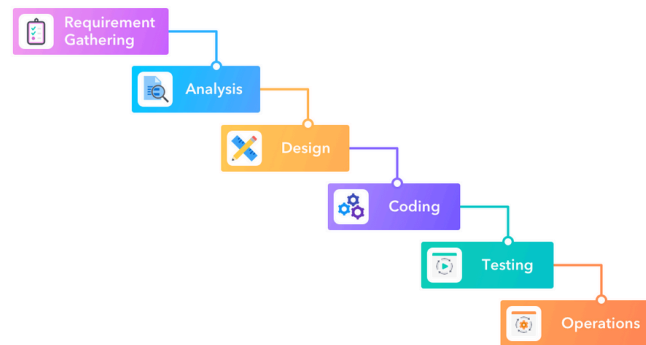 Requirement
Gathering
Analysis
Design
Coding
Testing
Operations